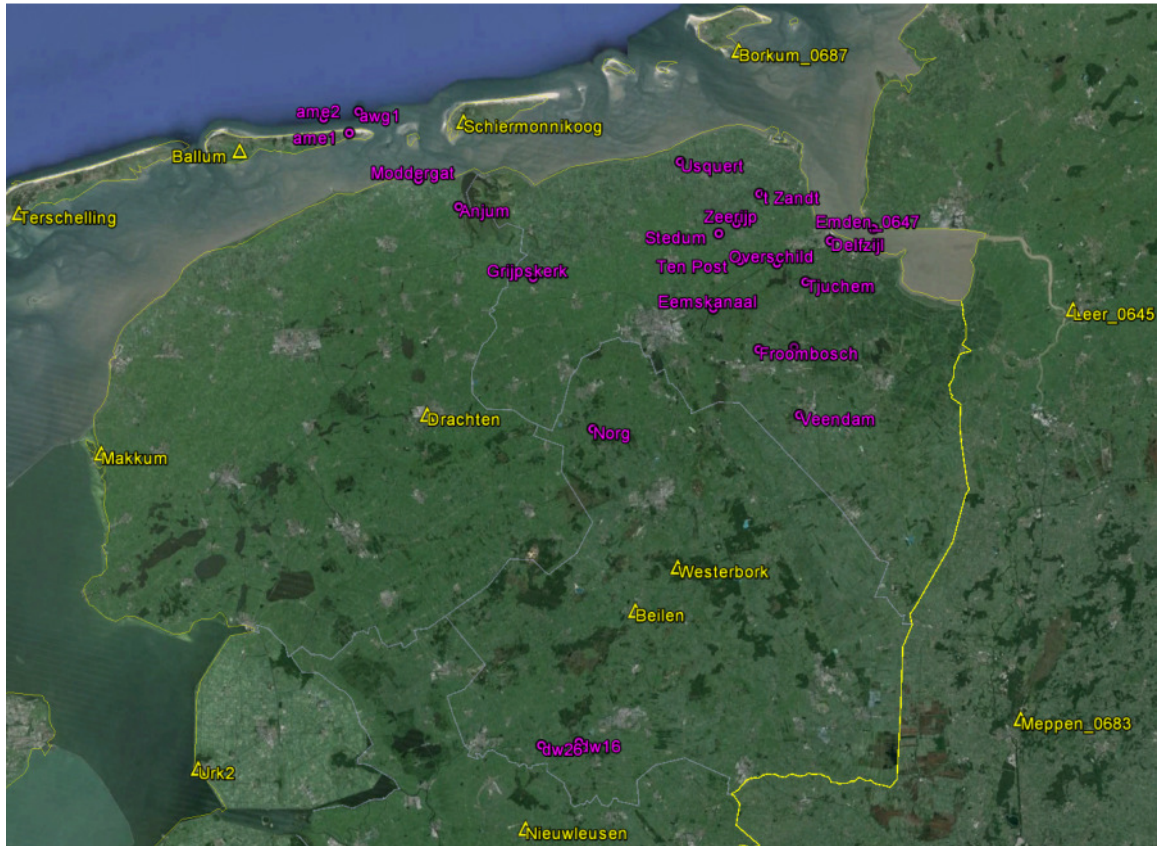 Borkum_0687
ame2
awg1
Schiermonnikoog
ame1
Ballum
Moddergat
Usquert
t Zandt
Anjum
Terschelling
Zeerijp
Emden_0647
Stedum
Delfzijl
Overschild
Ten Post
Grijpskerk
Tjuchem
Eemskanaal
Leer_0645
Froombosch
Drachten
Veendam
Norg
Makkum
Westerbork
Beilen
Meppen_0683
dw26
dw16
Urk2
Nieuwleusen